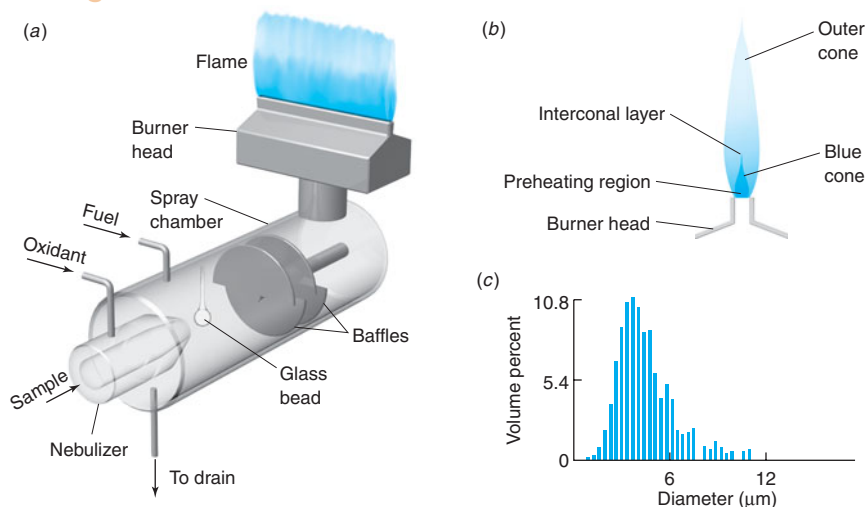 (a)
Flame
Burner
head
Spray
chamber
Fuel
Oxidant
Baffles
Glass
bead
Sample
Nebulizer
To drain
(b)
Outer
cone
Interconal layer
Blue
cone
Preheating region
Burner head
(c)
10.8
5.4
Volume percent
6
12
Diameter (μm)